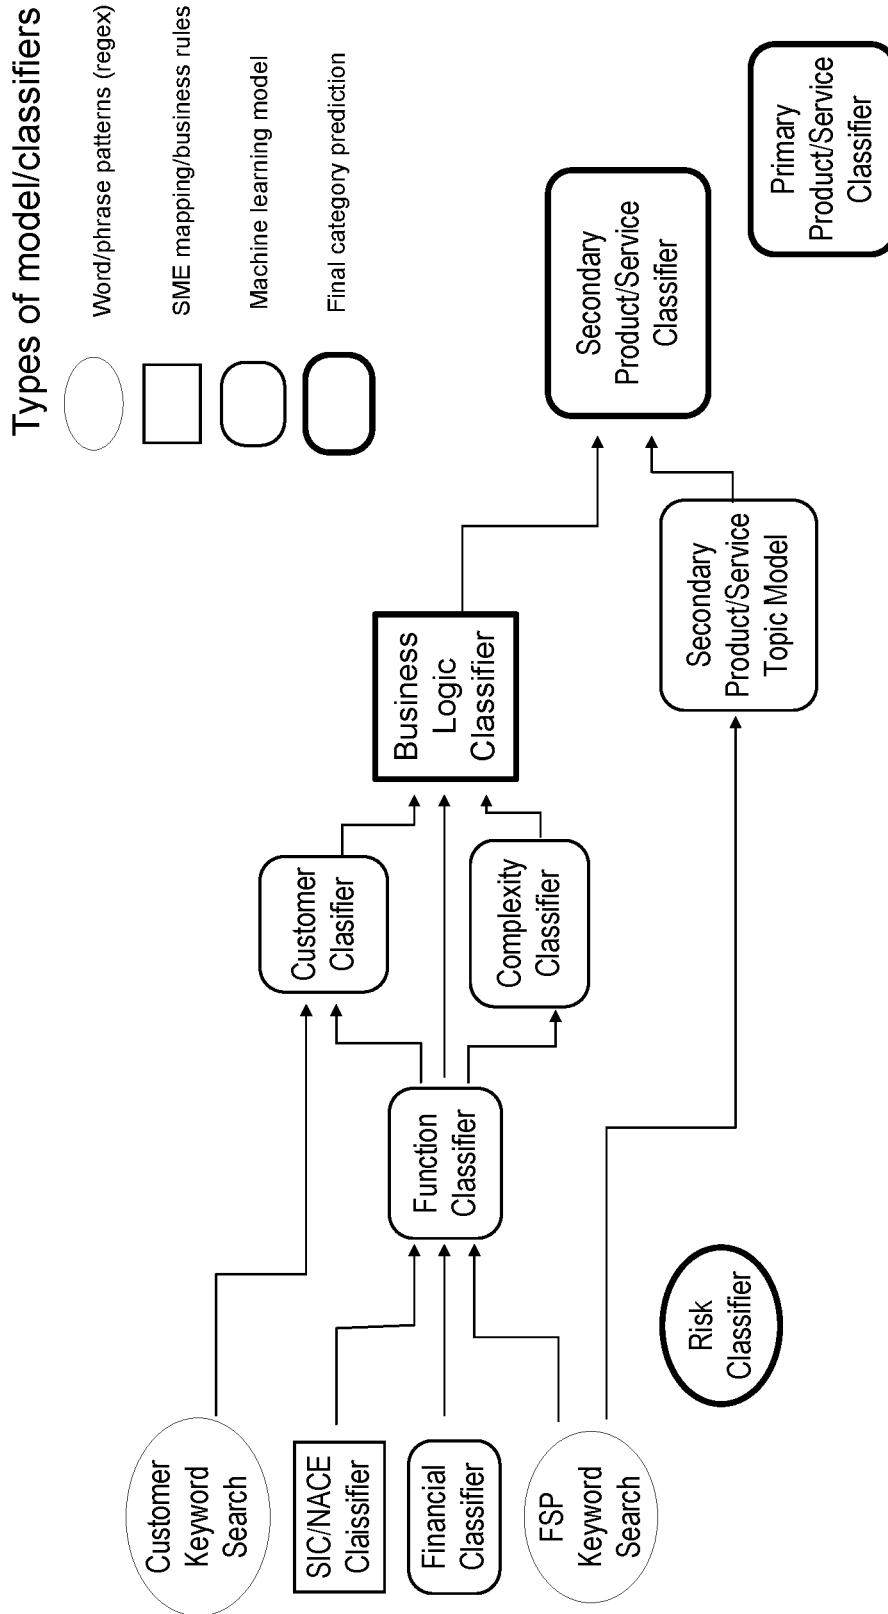 Types of model/classifiers
Word/phrase patterns (regex)
SME mapping/business rules
Machine learning model
Final category prediction
Customer
Keyword
Search
SIC/NACE
Claissifier
Financial
Classifier
FSP
Keyword
Search
Risk
Classifier
Function
Classifier
Customer
Clasifier
Complexity
Classifier
Business
Logic
Classifier
Secondary
Product/Service
Topic Model
Secondary
Product/Service
Classifier
Primary
Product/Service
Classifier